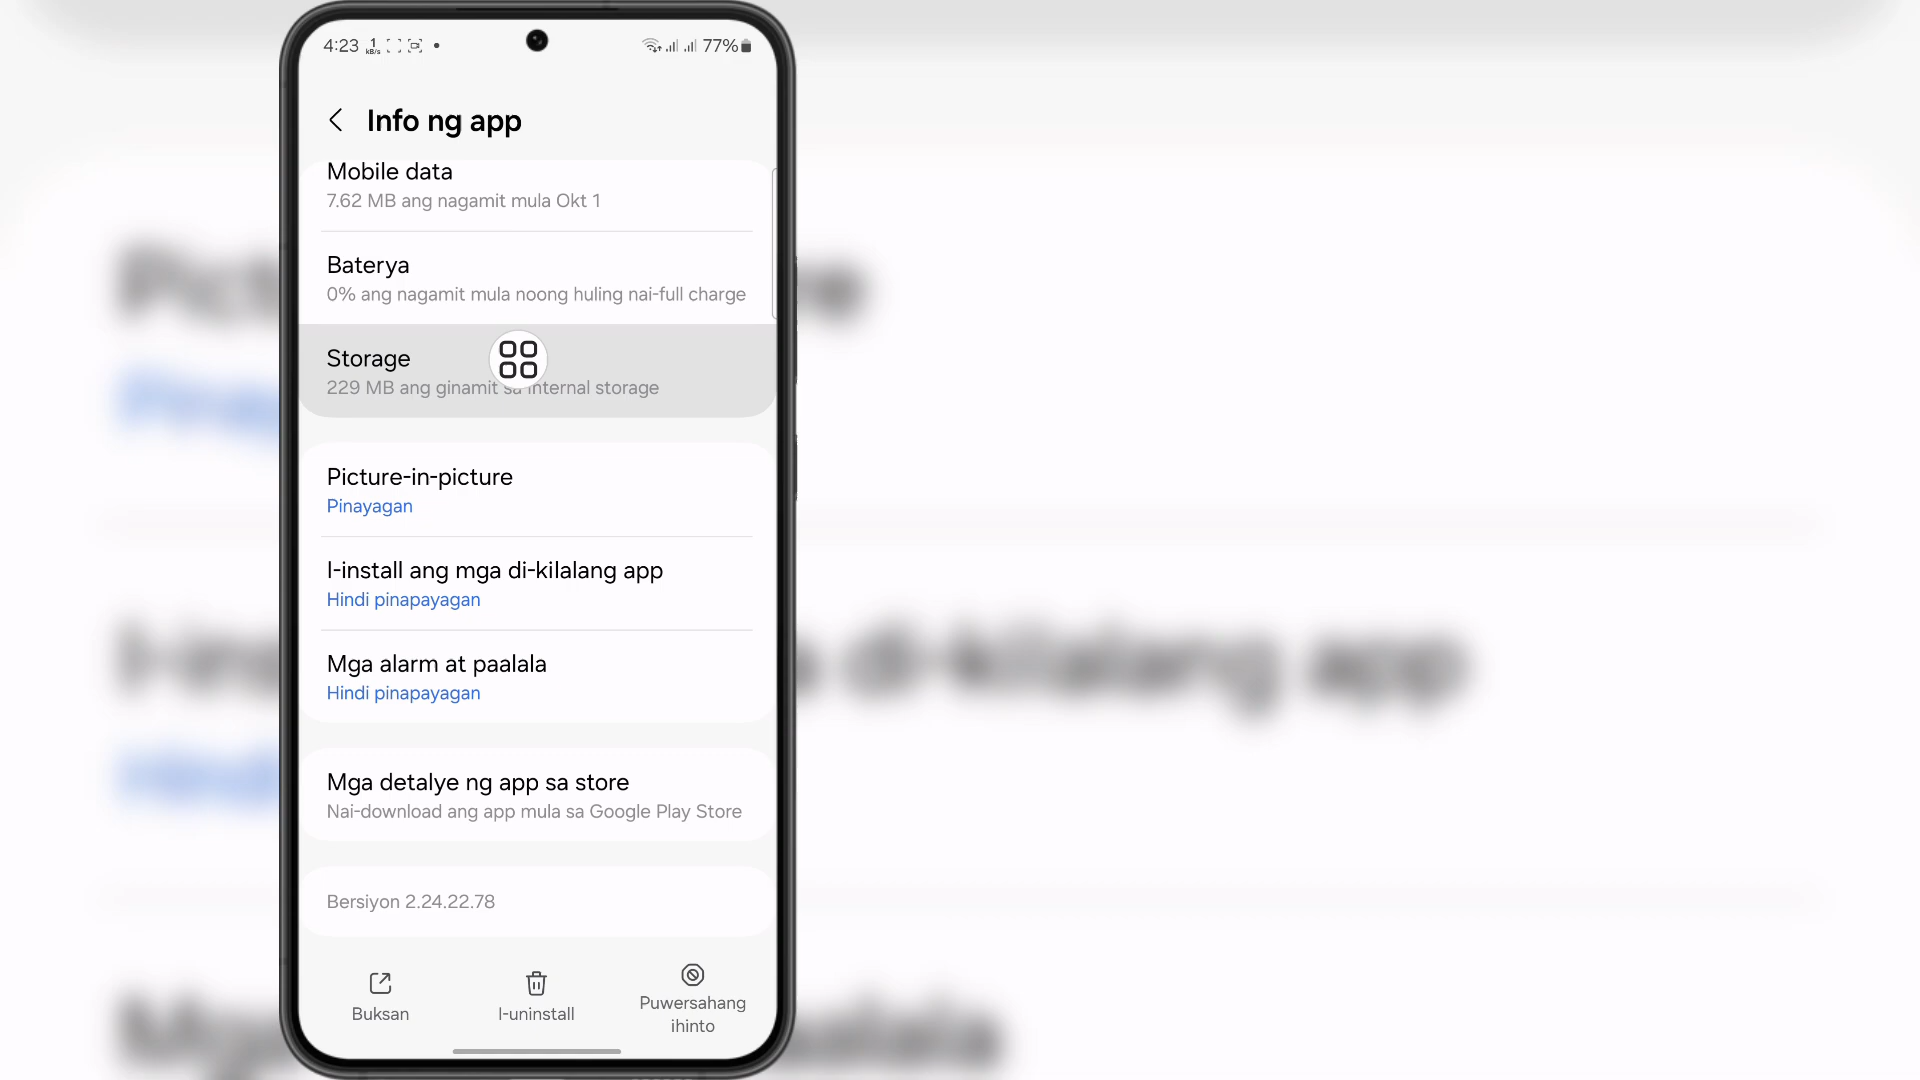 4:23 1 kB/s 77%
Info ng app
Mobile data
7.62 MB ang nagamit mula Okt 1
Baterya
0% ang nagamit mula noong huling nai-full charge
Storage
229 MB ang ginamit sa internal storage
Picture-in-picture
Pinayagan
I-install ang mga di-kilalang app
Hindi pinapayagan
Mga alarm at paalala
Hindi pinapayagan
Mga detalye ng app sa store
Nai-download ang app mula sa Google Play Store
Bersiyon 2.24.22.78
Buksan
I-uninstall
Puwersahang
ihinto